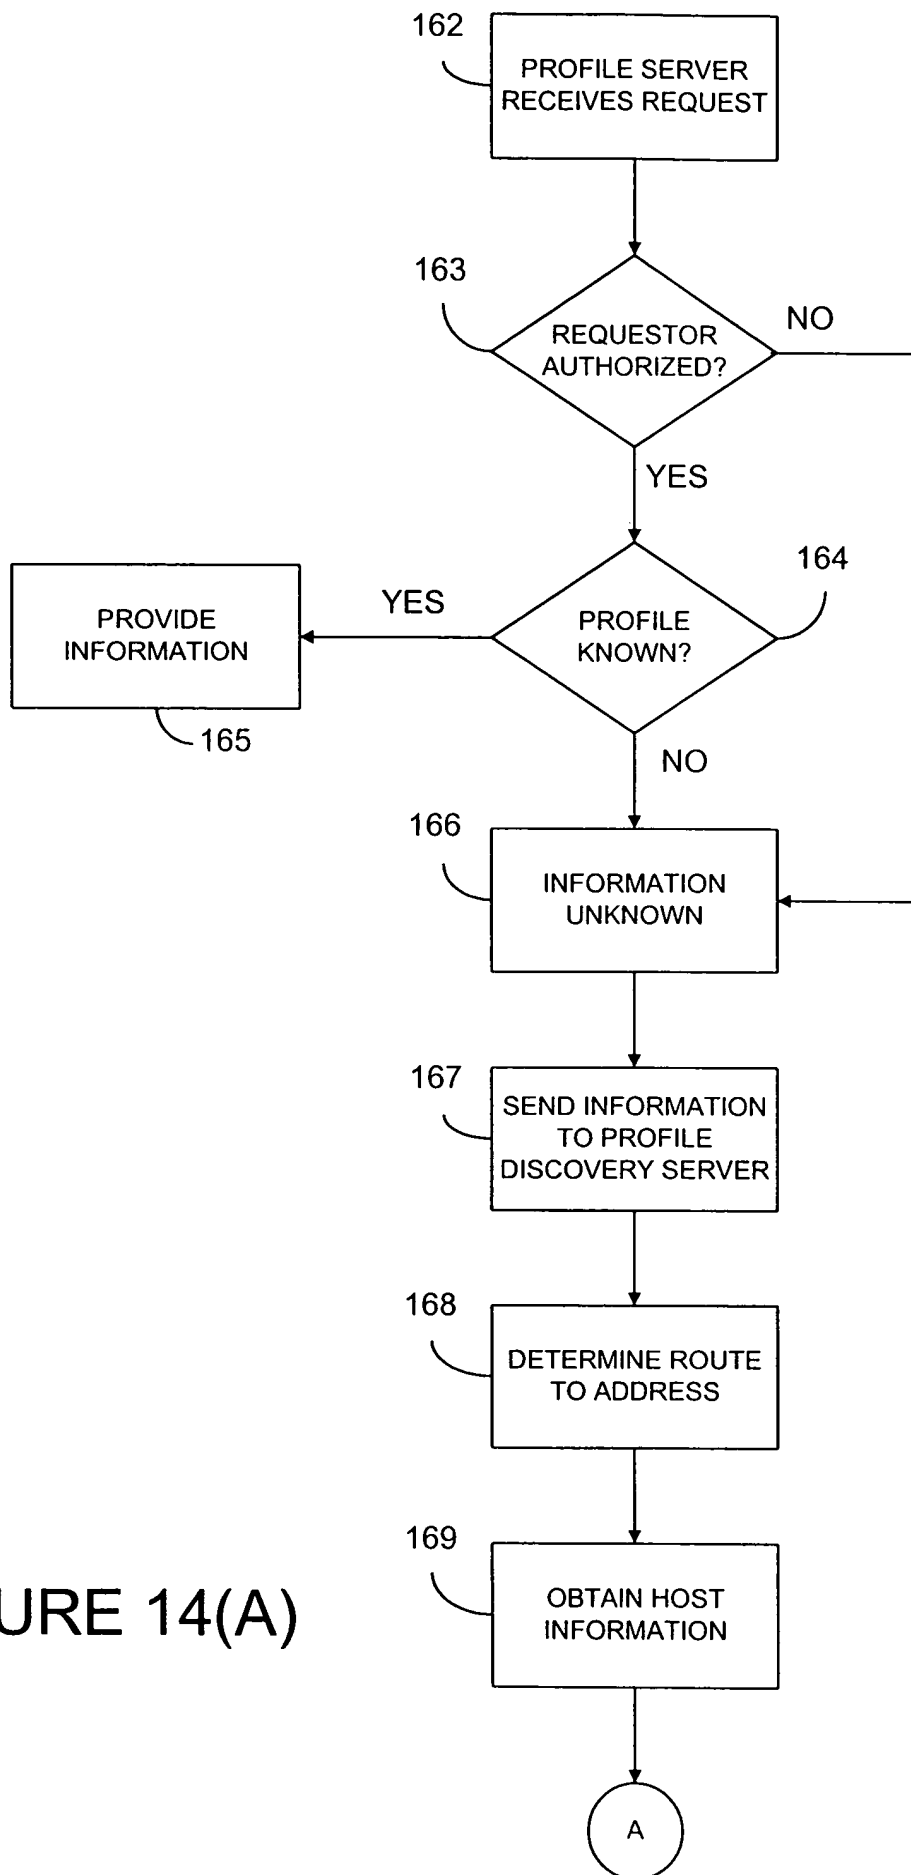 162
PROFILE SERVER
RECEIVES REQUEST
163
REQUESTOR
AUTHORIZED?
NO
YES
164
PROFILE
KNOWN?
YES
PROVIDE
INFORMATION
165
NO
166
INFORMATION
UNKNOWN
167
SEND INFORMATION
TO PROFILE
DISCOVERY SERVER
168
DETERMINE ROUTE
TO ADDRESS
169
OBTAIN HOST
INFORMATION
URE 14(A)
A